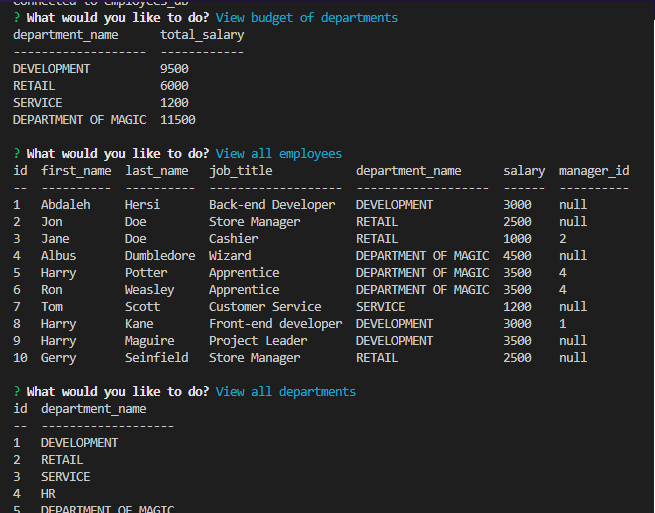 Connected to employees_db
? What would you like to do? View budget of departments
department_name      total_salary
-------------------  ------------
DEVELOPMENT          9500
RETAIL               6000
SERVICE              1200
DEPARTMENT OF MAGIC  11500
? What would you like to do? View all employees
id  first_name  last_name   job_title            department_name      salary  manager_id
--  ----------  ----------  -------------------  -------------------  ------  ----------
1   Abdaleh     Hersi       Back-end Developer   DEVELOPMENT          3000    null
2   Jon         Doe         Store Manager        RETAIL               2500    null
3   Jane        Doe         Cashier              RETAIL               1000    2
4   Albus       Dumbledore  Wizard               DEPARTMENT OF MAGIC  4500    null
5   Harry       Potter      Apprentice           DEPARTMENT OF MAGIC  3500    4
6   Ron         Weasley     Apprentice           DEPARTMENT OF MAGIC  3500    4
7   Tom         Scott       Customer Service     SERVICE              1200    null
8   Harry       Kane        Front-end developer  DEVELOPMENT          3000    1
9   Harry       Maguire     Project Leader       DEVELOPMENT          3500    null
10  Gerry       Seinfield   Store Manager        RETAIL               2500    null
? What would you like to do? View all departments
id  department_name
--  -------------------
1   DEVELOPMENT
2   RETAIL
3   SERVICE
4   HR
5   DEPARTMENT OF MAGIC